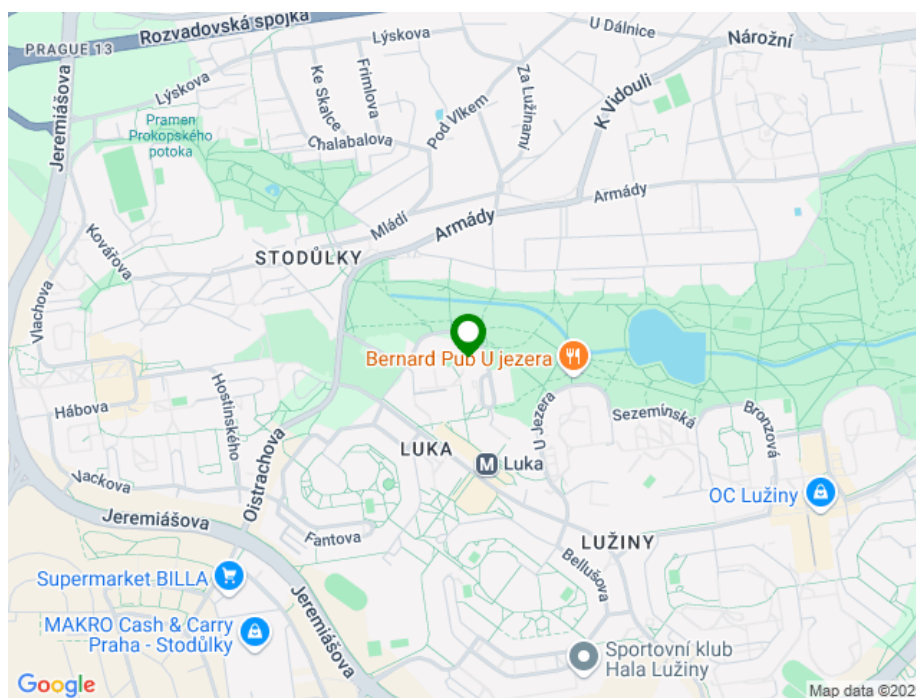 Rozvadovská spojka
PRAGUE 13
Lýskova
U Dálnice
Nárožní
Jeremiášova
Lýskova
Ke Skalce
Frimlova
Pod Vlkem
Za Lužinami
K Vidouli
Pramen
Prokopského
potoka
Chalabalova
Mládí
Armády
Armády
Kovářova
STODŮLKY
Vlachova
Bernard Pub U jezera
Hostinského
Hábova
Oistrachova
U Jezera
Sezemínská
Bronzová
LUKA
Luka
Vackova
OC Lužiny
Jeremiášova
Fantova
LUŽINY
Bellušova
Supermarket BILLA
Jeremiášova
MAKRO Cash & Carry
Praha - Stodůlky
Sportovní klub
Hala Lužiny
Google
Map data ©202